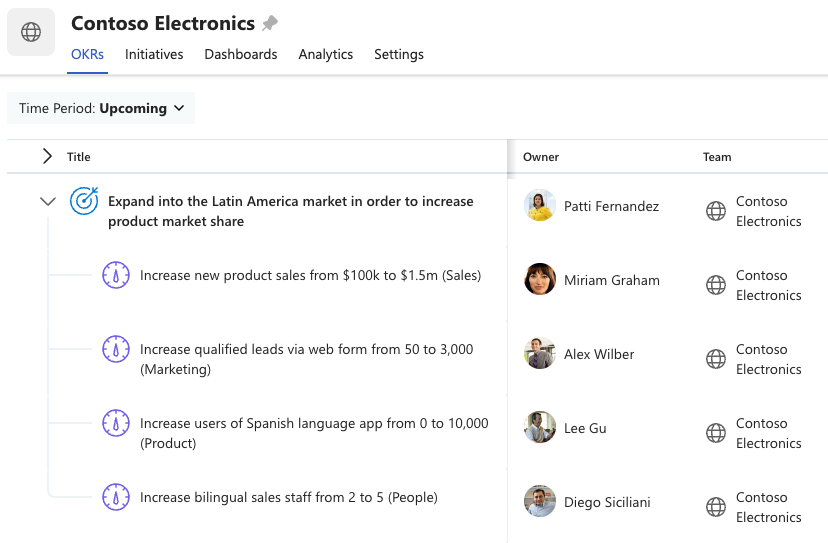 Contoso Electronics
OKRs Initiatives Dashboards Analytics Settings
Time Period: Upcoming
Title Owner Team
Expand into the Latin America market in order to increase
product market share
Patti Fernandez
Contoso
Electronics
Increase new product sales from $100k to $1.5m (Sales)
Miriam Graham
Contoso
Electronics
Increase qualified leads via web form from 50 to 3,000
(Marketing)
Alex Wilber
Contoso
Electronics
Increase users of Spanish language app from 0 to 10,000
(Product)
Lee Gu
Contoso
Electronics
Increase bilingual sales staff from 2 to 5 (People)
Diego Siciliani
Contoso
Electronics